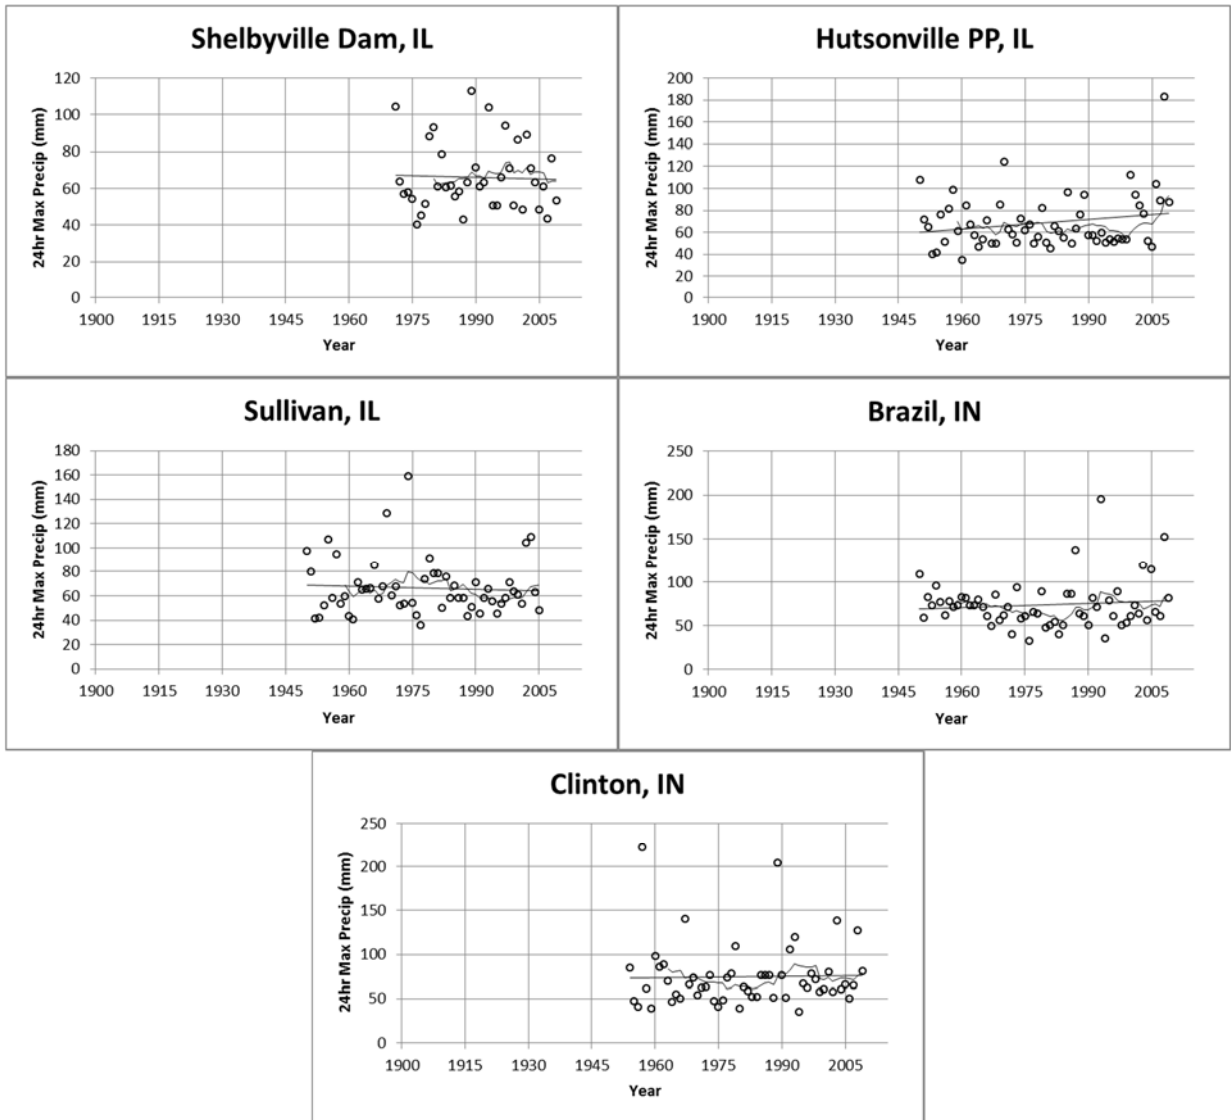 Shelbyville Dam, IL
24hr Max Precip (mm)
120
100
80
60
40
20
0
1900 1915 1930 1945 1960 1975 1990 2005
Year
Hutsonville PP, IL
24hr Max Precip (mm)
200
180
160
140
120
100
80
60
40
20
0
1900 1915 1930 1945 1960 1975 1990 2005
Year
Sullivan, IL
24hr Max Precip (mm)
180
160
140
120
100
80
60
40
20
0
1900 1915 1930 1945 1960 1975 1990 2005
Year
Brazil, IN
24hr Max Precip (mm)
250
200
150
100
50
0
1900 1915 1930 1945 1960 1975 1990 2005
Year
Clinton, IN
24hr Max Precip (mm)
250
200
150
100
50
0
1900 1915 1930 1945 1960 1975 1990 2005
Year